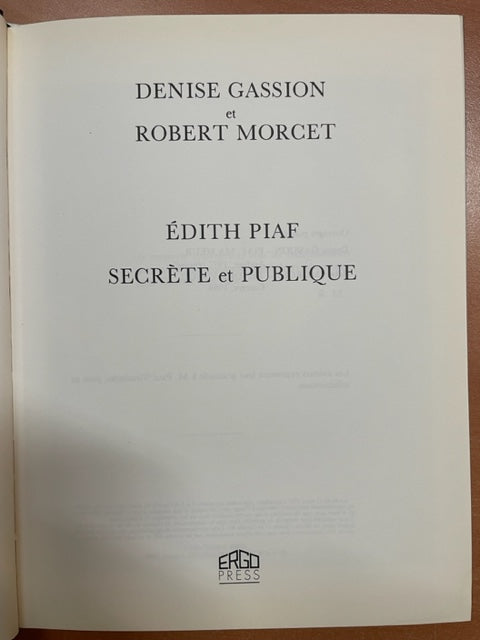 DENISE GASSION
et
ROBERT MORCET
ÉDITH PIAF
SECRÈTE et PUBLIQUE
ERGO
PRESS